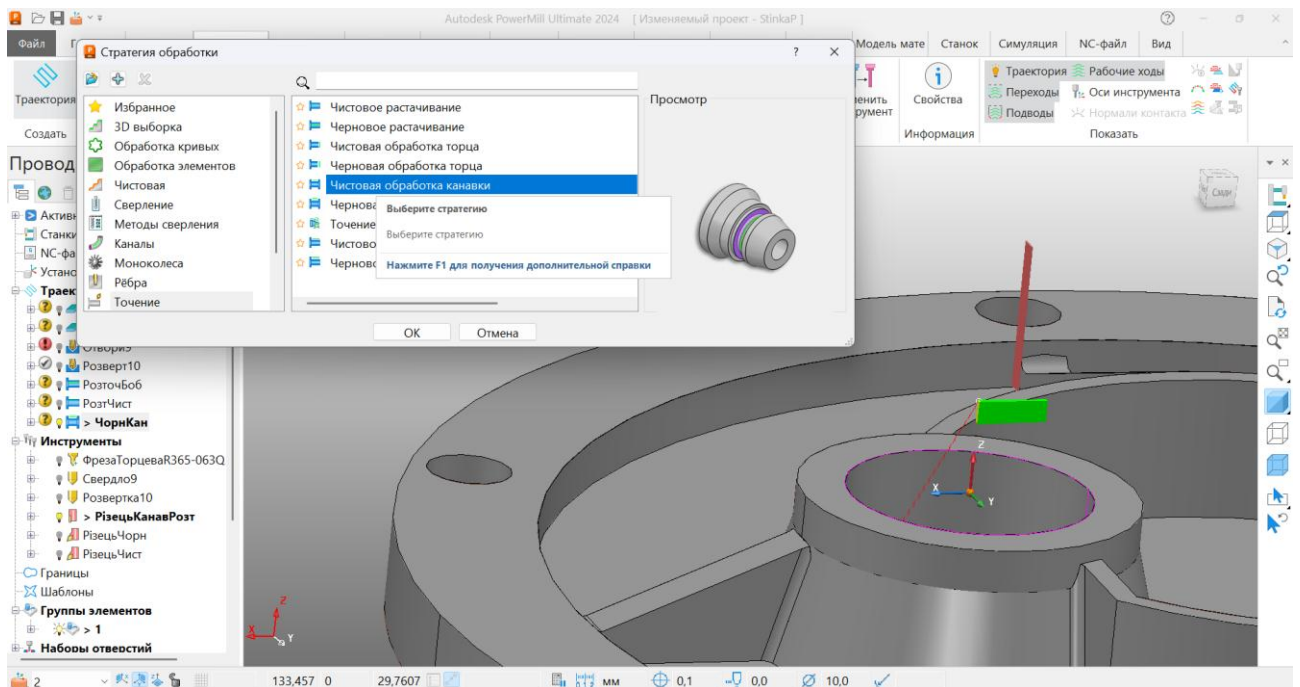 Autodesk PowerMill Ultimate 2024 [ Изменяемый проект - StinkaP ]
Файл
Модель мате Станок Симуляция NC-файл Вид
Стратегия обработки
Избранное
3D выборка
Обработка кривых
Обработка элементов
Чистовая
Сверление
Методы сверления
Каналы
Моноколеса
Рёбра
Точение
Чистовое растачивание
Черновое растачивание
Чистовая обработка торца
Черновая обработка торца
Чистовая обработка канавки
Чернова
Точение
Чистово
Черново
Выберите стратегию
Выберите стратегию
Нажмите F1 для получения дополнительной справки
Просмотр
ОК Отмена
Траектория
Создать
енить
румент
Свойства
Информация
Траектория Рабочие ходы
Переходы Оси инструмента
Подводы Нормали контакта
Показать
Провод
Активн
Станки
NC-фа
Устано
Траек
Отвори9
Розверт10
РозточБоб
РозтЧист
> ЧорнКан
Инструменты
ФрезаТорцеваR365-063Q
Свердло9
Розвертка10
> РізецьКанавРозт
РізецьЧорн
РізецьЧист
Границы
Шаблоны
Группы элементов
> 1
Наборы отверстий
Z
X
Y
Z
X
Y
2 133,457 0 29,7607 мм 0,1 0,0 10,0